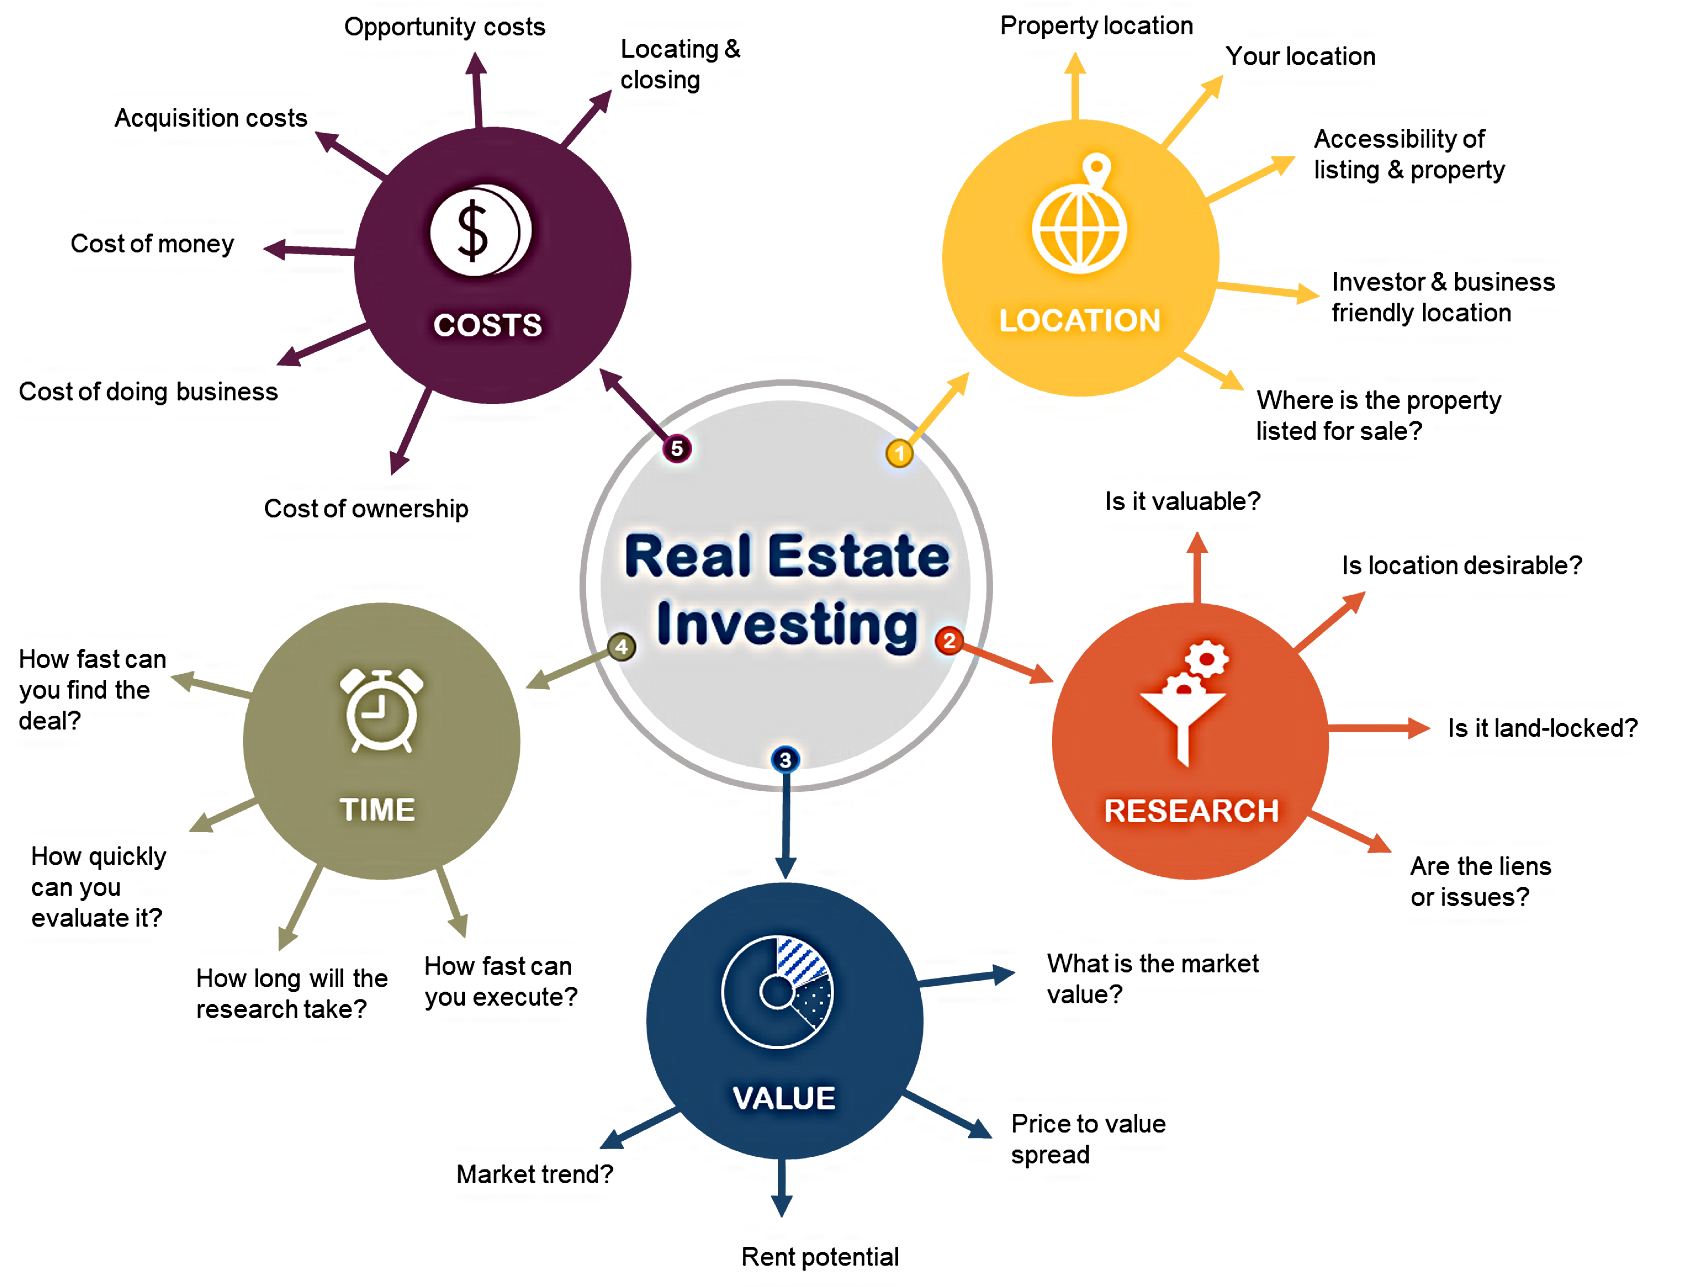 Real Estate
Investing
1
LOCATION
Property location
Your location
Accessibility of
listing & property
Investor & business
friendly location
Where is the property
listed for sale?
2
RESEARCH
Is it valuable?
Is location desirable?
Is it land-locked?
Are the liens
or issues?
3
VALUE
What is the market
value?
Price to value
spread
Rent potential
Market trend?
4
TIME
How fast can
you execute?
How long will the
research take?
How quickly
can you
evaluate it?
How fast can
you find the
deal?
5
$
COSTS
Cost of ownership
Cost of doing business
Cost of money
Acquisition costs
Opportunity costs
Locating &
closing